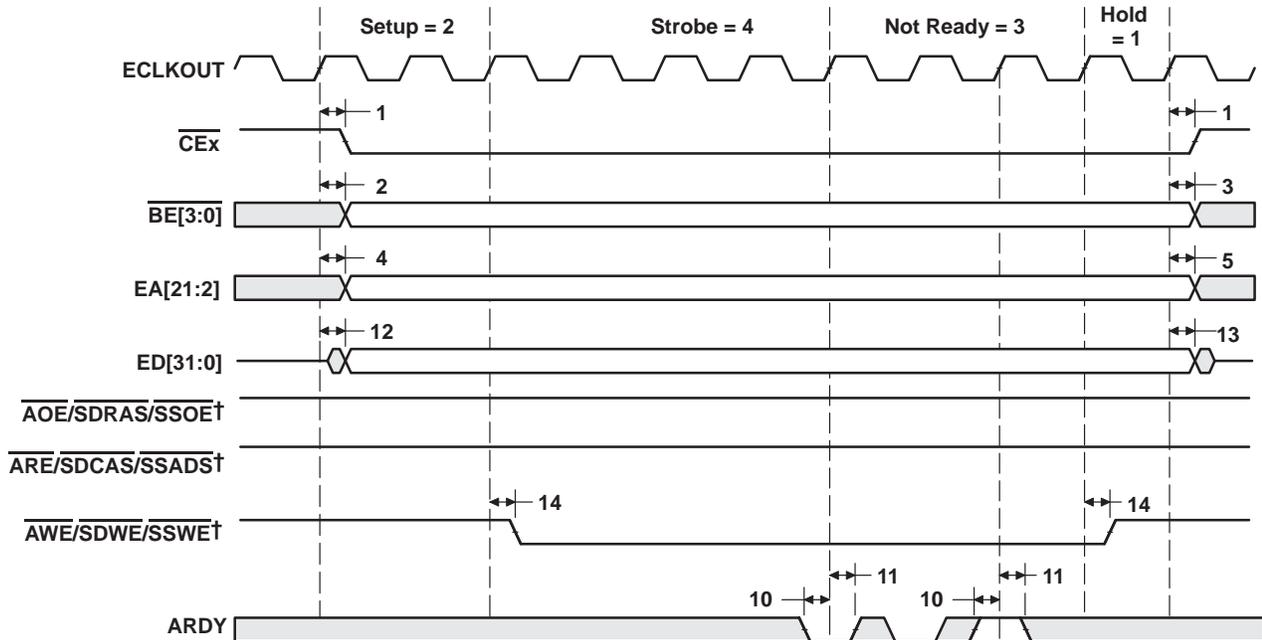 Setup = 2
Strobe = 4
Not Ready = 3
Hold
= 1
ECLKOUT
1
1
CEx
2
3
BE[3:0]
4
5
EA[21:2]
12
13
ED[31:0]
AOE/SDRAS/SSOE†
ARE/SDCAS/SSADS†
14
14
AWE/SDWE/SSWE†
11
11
10
10
ARDY